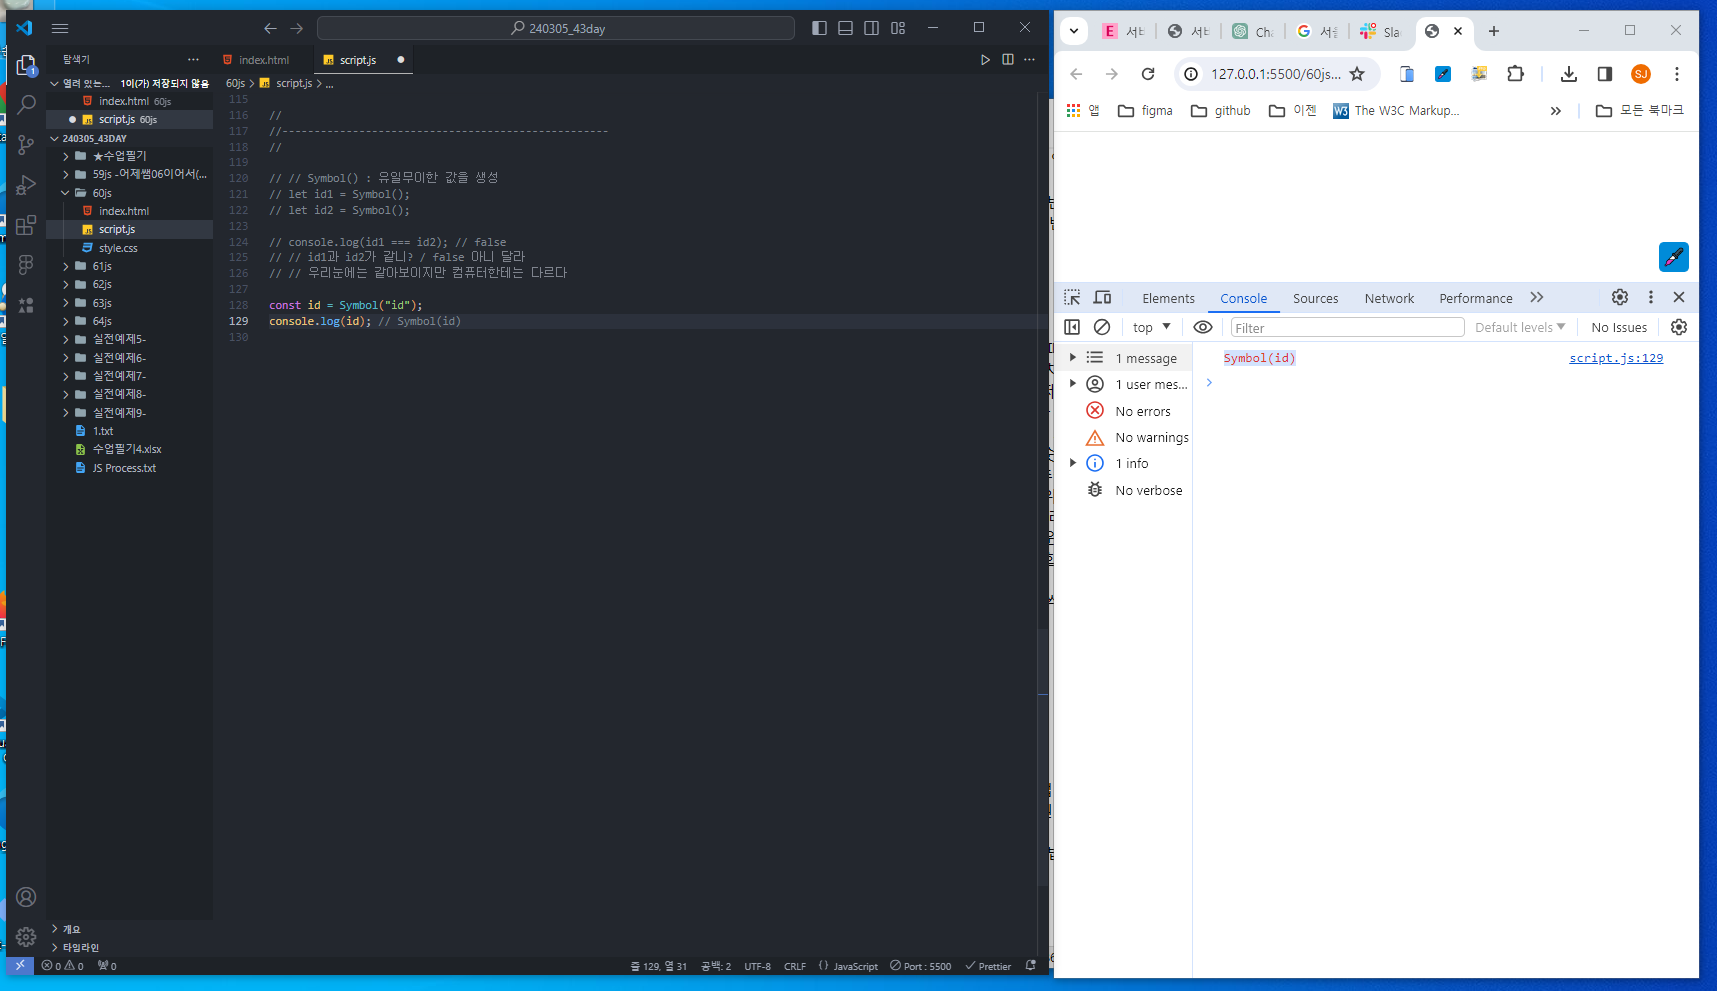 240305_43day
탐색기
index.html
script.js
열려 있는... 1이(가) 저장되지 않음
index.html 60js
script.js 60js
240305_43DAY
★수업필기
59js -어제쌤06이어서(...
60js
index.html
script.js
style.css
61js
62js
63js
64js
실전예제5-
실전예제6-
실전예제7-
실전예제8-
실전예제9-
1.txt
수업필기4.xlsx
JS Process.txt
개요
타임라인
60js > script.js > ...
115
116 //
117 //---------------------------------------------------
118 //
119
120 // // Symbol() : 유일무이한 값을 생성
121 // let id1 = Symbol();
122 // let id2 = Symbol();
123
124 // console.log(id1 === id2); // false
125 // // id1과 id2가 같니? / false 아니 달라
126 // // 우리눈에는 같아보이지만 컴퓨터한테는 다르다
127
128 const id = Symbol("id");
129 console.log(id); // Symbol(id)
130
0 0 0
줄 129, 열 31 공백: 2 UTF-8 CRLF {} JavaScript Port : 5500 Prettier
E 서비 서비 Cha 서울 Sla
127.0.0.1:5500/60js...
SJ
앱 figma github 이젠 W3 The W3C Markup... » 모든 북마크
Elements Console Sources Network Performance
top Filter Default levels No Issues
1 message
1 user mes...
No errors
No warnings
1 info
No verbose
Symbol(id) script.js:129